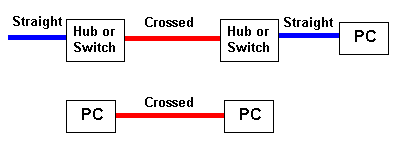 Straight Crossed Straight
Hub or Switch Hub or Switch PC
Crossed
PC PC